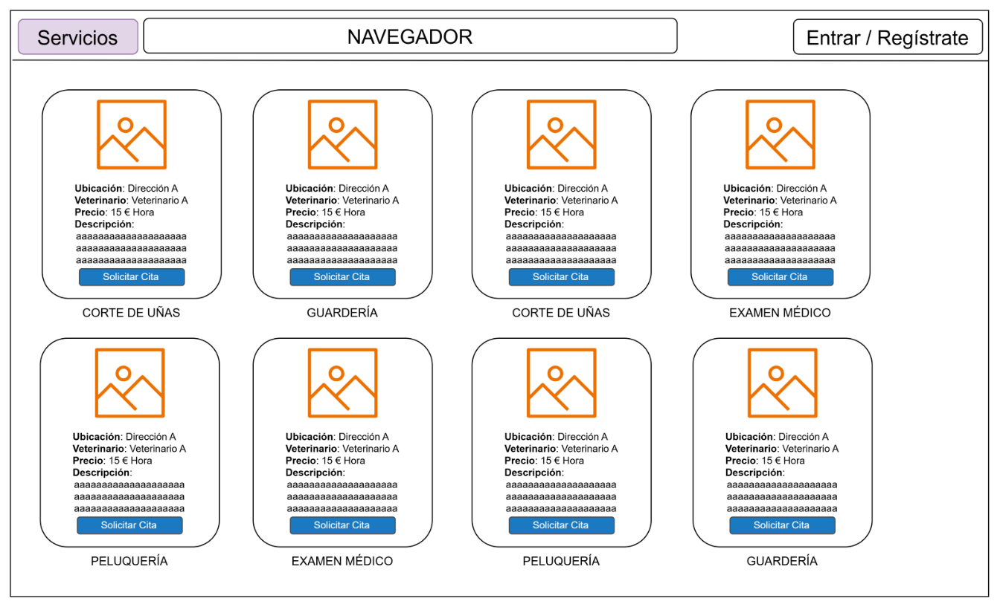 Servicios
NAVEGADOR
Entrar / Regístrate
Ubicación: Dirección A
Veterinario: Veterinario A
Precio: 15 € Hora
Descripción:
aaaaaaaaaaaaaaaaaaaa
aaaaaaaaaaaaaaaaaaaa
aaaaaaaaaaaaaaaaaaaa
Solicitar Cita
CORTE DE UÑAS
Ubicación: Dirección A
Veterinario: Veterinario A
Precio: 15 € Hora
Descripción:
aaaaaaaaaaaaaaaaaaaa
aaaaaaaaaaaaaaaaaaaa
aaaaaaaaaaaaaaaaaaaa
Solicitar Cita
GUARDERÍA
Ubicación: Dirección A
Veterinario: Veterinario A
Precio: 15 € Hora
Descripción:
aaaaaaaaaaaaaaaaaaaa
aaaaaaaaaaaaaaaaaaaa
aaaaaaaaaaaaaaaaaaaa
Solicitar Cita
CORTE DE UÑAS
Ubicación: Dirección A
Veterinario: Veterinario A
Precio: 15 € Hora
Descripción:
aaaaaaaaaaaaaaaaaaaa
aaaaaaaaaaaaaaaaaaaa
aaaaaaaaaaaaaaaaaaaa
Solicitar Cita
EXAMEN MÉDICO
Ubicación: Dirección A
Veterinario: Veterinario A
Precio: 15 € Hora
Descripción:
aaaaaaaaaaaaaaaaaaaa
aaaaaaaaaaaaaaaaaaaa
aaaaaaaaaaaaaaaaaaaa
Solicitar Cita
PELUQUERÍA
Ubicación: Dirección A
Veterinario: Veterinario A
Precio: 15 € Hora
Descripción:
aaaaaaaaaaaaaaaaaaaa
aaaaaaaaaaaaaaaaaaaa
aaaaaaaaaaaaaaaaaaaa
Solicitar Cita
EXAMEN MÉDICO
Ubicación: Dirección A
Veterinario: Veterinario A
Precio: 15 € Hora
Descripción:
aaaaaaaaaaaaaaaaaaaa
aaaaaaaaaaaaaaaaaaaa
aaaaaaaaaaaaaaaaaaaa
Solicitar Cita
PELUQUERÍA
Ubicación: Dirección A
Veterinario: Veterinario A
Precio: 15 € Hora
Descripción:
aaaaaaaaaaaaaaaaaaaa
aaaaaaaaaaaaaaaaaaaa
aaaaaaaaaaaaaaaaaaaa
Solicitar Cita
GUARDERÍA